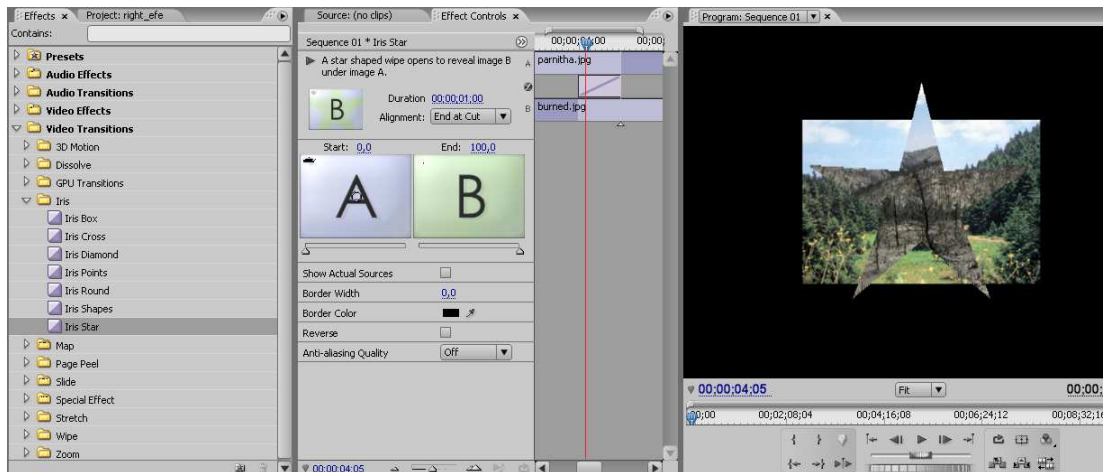 Effects x
Project: right_efe
Contains:
Presets
Audio Effects
Audio Transitions
Video Effects
Video Transitions
3D Motion
Dissolve
GPU Transitions
Iris
Iris Box
Iris Cross
Iris Diamond
Iris Points
Iris Round
Iris Shapes
Iris Star
Map
Page Peel
Slide
Special Effect
Stretch
Wipe
Zoom
Source: (no clips)
Effect Controls x
Sequence 01 * Iris Star
A star shaped wipe opens to reveal image B
under image A.
B
Duration 00;00;01;00
Alignment: End at Cut
Start: 0,0
End: 100,0
A
B
Show Actual Sources
Border Width 0,0
Border Color
Reverse
Anti-aliasing Quality Off
00;00;04;05
00;00
A parnitha.jpg
B burned.jpg
Program: Sequence 01 x
00;00;04;05
Fit
00;00;
00;02;08;04
00;04;16;08
00;06;24;12
00;08;32;16